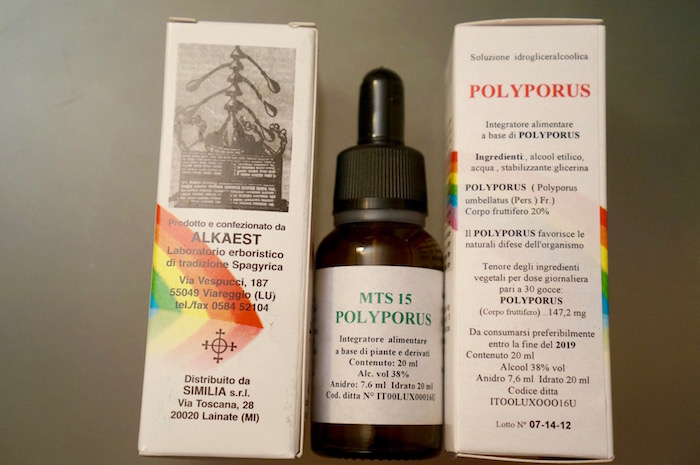 Prodotto e confezionato da
ALKAEST
Laboratorio erboristico
di tradizione Spagyrica
Via Vespucci, 187
55049 Viareggio (LU)
tel./fax 0584 52104
Distribuito da
SIMILIA s.r.l.
Via Toscana, 28
20020 Lainate (MI)
MTS 15
POLYPORUS
Integratore alimentare
a base di piante e derivati
Contenuto: 20 ml
Alc. vol 38%
Anidro: 7.6 ml Idrato 20 ml
Cod. ditta N° IT00LUX00016U
Soluzione idrogliceralcoolica
POLYPORUS
Integratore alimentare
a base di POLYPORUS
Ingredienti:, alcool etilico,
acqua , stabilizzante:glicerina
POLYPORUS ( Polyporus
umbellatus (Pers.) Fr.)
Corpo fruttifero 20%
Il POLYPORUS favorisce le
naturali difese dell'organismo
Tenore degli ingredienti
vegetali per dose giornaliera
pari a 30 gocce:
POLYPORUS
(Corpo fruttifero) ..147,2 mg
Da consumarsi preferibilmente
entro la fine del 2019
Contenuto 20 ml
Alcool 38% vol
Anidro 7,6 ml Idrato 20 ml
Codice ditta
ITOOLUXOOO16U
Lotto N° 07-14-12